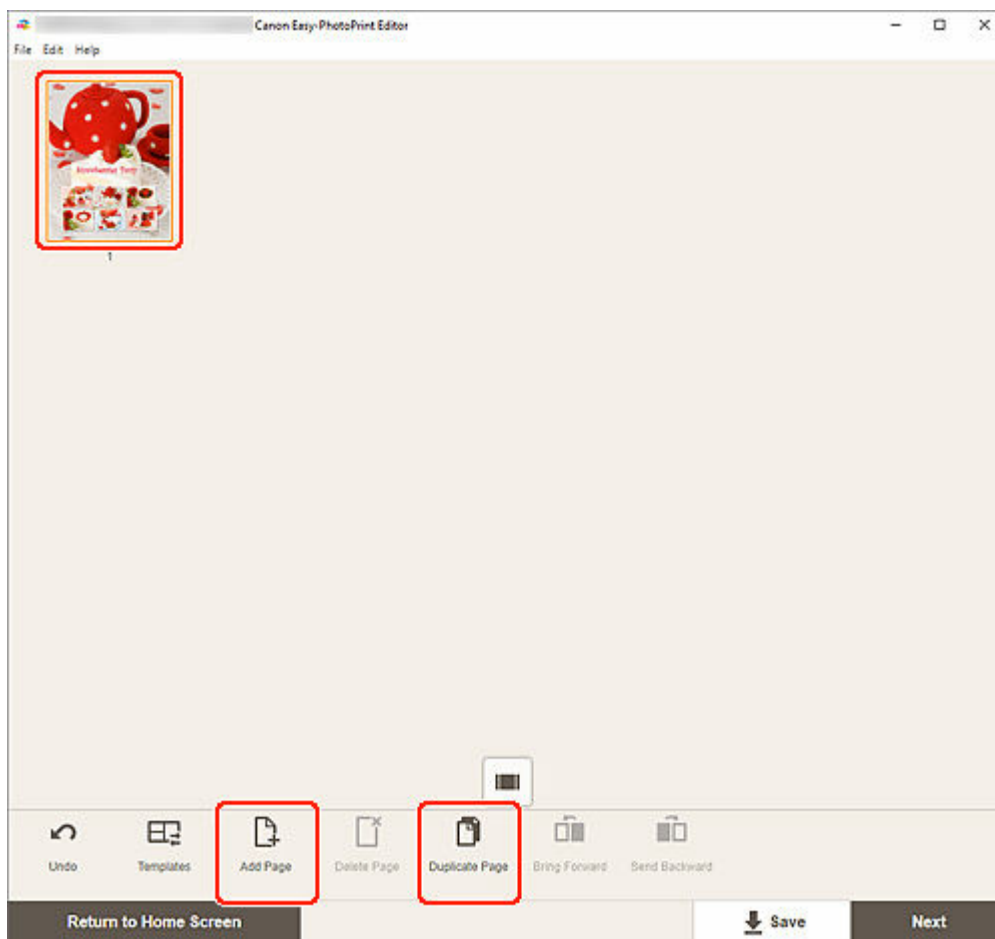 Canon Easy-PhotoPrint Editor
File Edit Help
1
Undo
Templates
Add Page
Delete Page
Duplicate Page
Bring Forward
Send Backward
Return to Home Screen
Save
Next